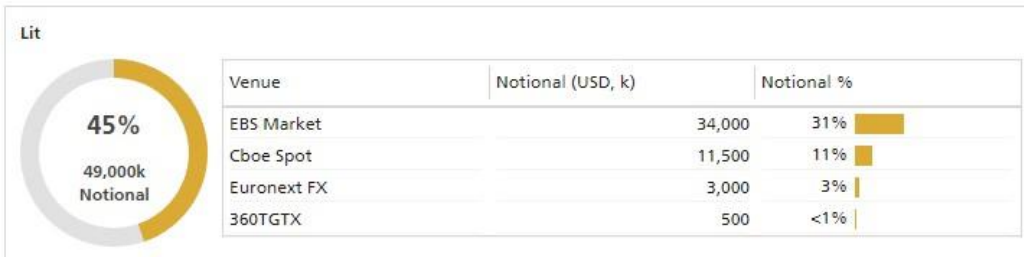 Lit
45%
49,000k
Notional
Venue Notional (USD, k) Notional %
EBS Market 34,000 31%
Cboe Spot 11,500 11%
Euronext FX 3,000 3%
360TGTX 500 <1%